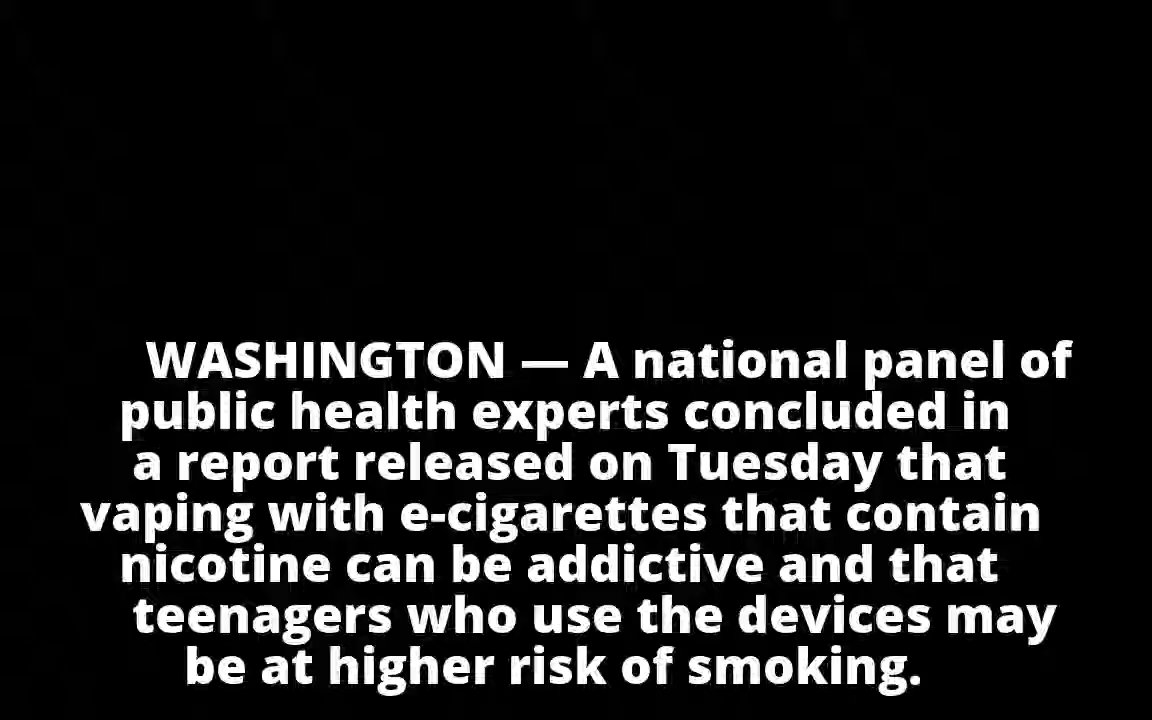 WASHINGTON — A national panel of
public health experts concluded in
a report released on Tuesday that
vaping with e-cigarettes that contain
nicotine can be addictive and that
teenagers who use the devices may
be at higher risk of smoking.